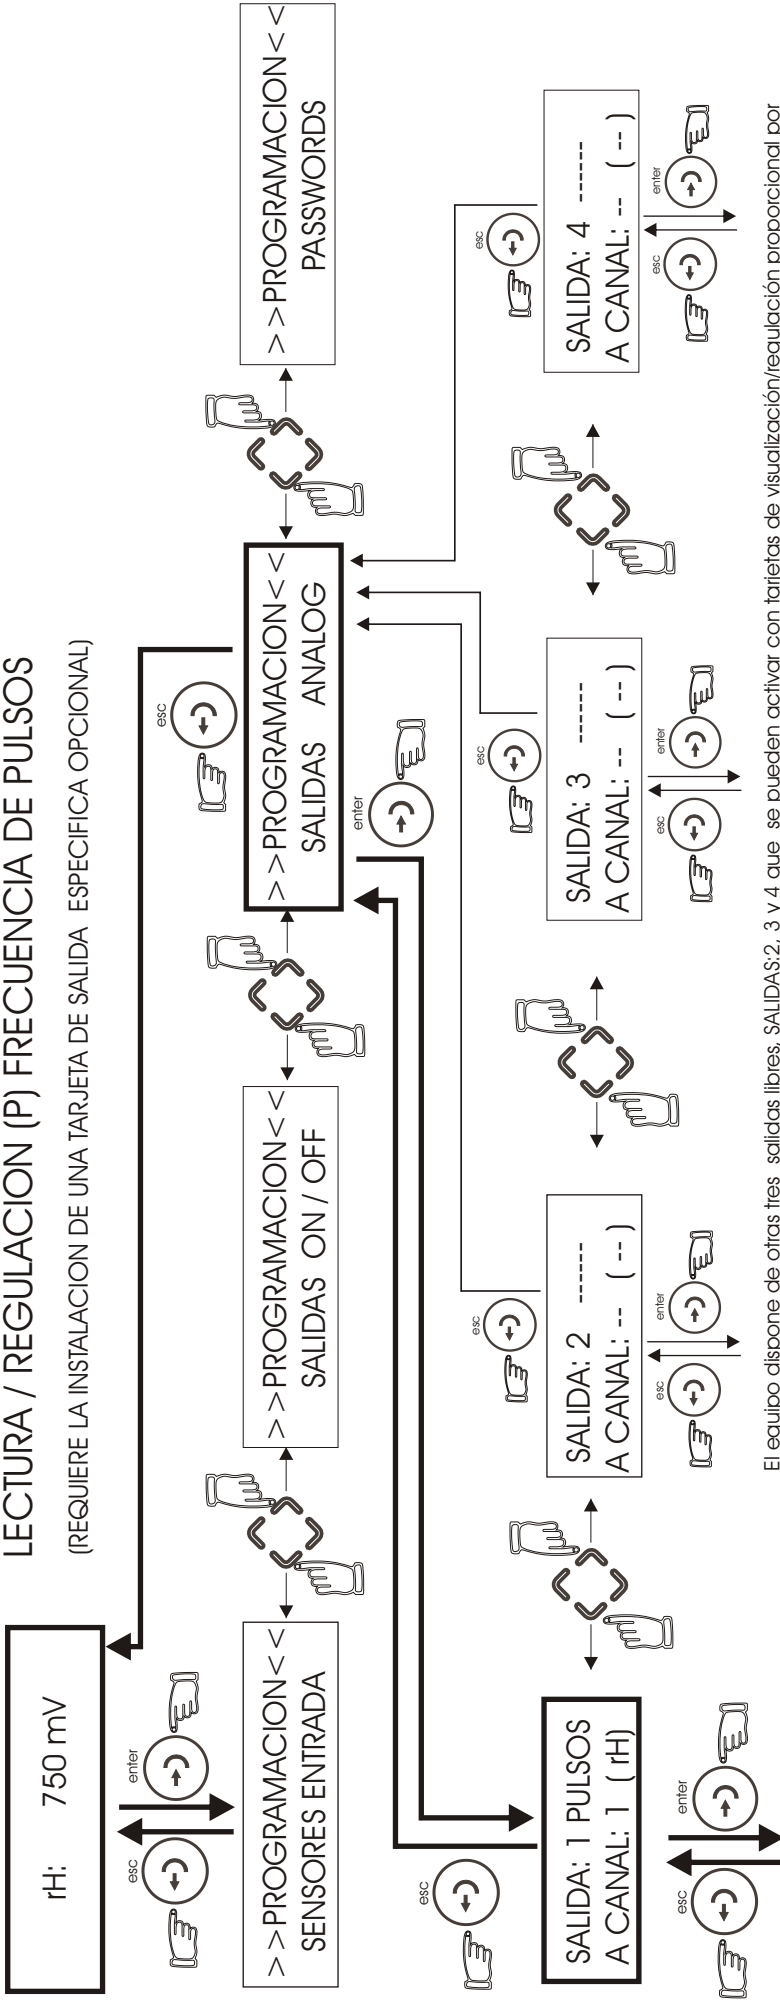 LECTURA / REGULACION (P) FRECUENCIA DE PULSOS
(REQUIERE LA INSTALACION DE UNA TARJETA DE SALIDA ESPECIFICA OPCIONAL)
rH: 750 mV
esc
enter
esc
> >PROGRAMACION< <
SENSORES ENTRADA
> >PROGRAMACION< <
SALIDAS ON / OFF
> >PROGRAMACION< <
SALIDAS ANALOG
> >PROGRAMACION< <
PASSWORDS
esc
enter
esc
esc
esc
SALIDA: 1 PULSOS
A CANAL: 1 (rH)
SALIDA: 2 ------
A CANAL: -- (--)
SALIDA: 3 ------
A CANAL: -- (--)
SALIDA: 4 ------
A CANAL: -- (--)
esc
enter
esc
enter
esc
enter
esc
enter
El equipo dispone de otras tres salidas libres, SALIDAS:2, 3 y 4 que se pueden activar con tarjetas de visualización/regulación proporcional por